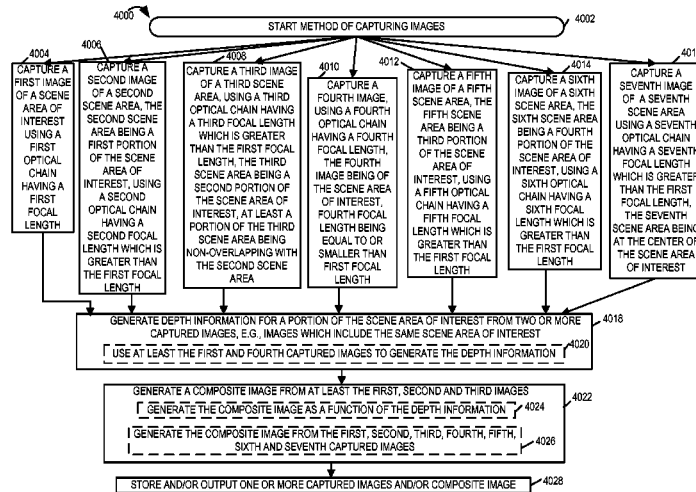 4000
START METHOD OF CAPTURING IMAGES
4002
4004
CAPTURE A
FIRST IMAGE
OF A SCENE
AREA OF
INTEREST
USING A
FIRST
OPTICAL
CHAIN
HAVING A
FIRST
FOCAL
LENGTH
4006
CAPTURE A
SECOND IMAGE
OF A SECOND
SCENE AREA, THE
SECOND SCENE
AREA BEING A
FIRST PORTION
OF THE SCENE
AREA OF
INTEREST, USING
A SECOND
OPTICAL CHAIN
HAVING A
SECOND FOCAL
LENGTH WHICH IS
GREATER THAN
THE FIRST FOCAL
LENGTH
4008
CAPTURE A THIRD IMAGE
OF A THIRD SCENE
AREA, USING A THIRD
OPTICAL CHAIN HAVING
A THIRD FOCAL LENGTH
WHICH IS GREATER
THAN THE FIRST FOCAL
LENGTH, THE THIRD
SCENE AREA BEING A
SECOND PORTION OF
THE SCENE AREA OF
INTEREST, AT LEAST A
PORTION OF THE THIRD
SCENE AREA BEING
NON-OVERLAPPING WITH
THE SECOND SCENE
AREA
4010
CAPTURE A
FOURTH IMAGE,
USING A FOURTH
OPTICAL CHAIN
HAVING A FOURTH
FOCAL LENGTH,
THE FOURTH
IMAGE BEING OF
THE SCENE AREA
OF INTEREST,
FOURTH FOCAL
LENGTH BEING
EQUAL TO OR
SMALLER THAN
FIRST FOCAL
LENGTH
4012
CAPTURE A FIFTH
IMAGE OF A FIFTH
SCENE AREA, THE
FIFTH SCENE
AREA BEING A
THIRD PORTION
OF THE SCENE
AREA OF
INTEREST, USING
A FIFTH OPTICAL
CHAIN HAVING A
FIFTH FOCAL
LENGTH WHICH IS
GREATER THAN
THE FIRST FOCAL
LENGTH
4014
CAPTURE A SIXTH
IMAGE OF A SIXTH
SCENE AREA, THE
SIXTH SCENE AREA
BEING A FOURTH
PORTION OF THE
SCENE AREA OF
INTEREST, USING A
SIXTH OPTICAL
CHAIN HAVING A
SIXTH FOCAL
LENGTH WHICH IS
GREATER THAN
THE FIRST FOCAL
LENGTH
CAPTURE A
SEVENTH IMAGE
OF A SEVENTH
SCENE AREA
USING A SEVENTH
OPTICAL CHAIN
HAVING A SEVENTH
FOCAL LENGTH
WHICH IS GREATER
THAN THE FIRST
FOCAL LENGTH,
THE SEVENTH
SCENE AREA BEING
AT THE CENTER OF
THE SCENE AREA
OF INTEREST
GENERATE DEPTH INFORMATION FOR A PORTION OF THE SCENE AREA OF INTEREST FROM TWO OR MORE
CAPTURED IMAGES, E.G., IMAGES WHICH INCLUDE THE SAME SCENE AREA OF INTEREST
4018
USE AT LEAST THE FIRST AND FOURTH CAPTURED IMAGES TO GENERATE THE DEPTH INFORMATION
4020
GENERATE A COMPOSITE IMAGE FROM AT LEAST THE FIRST, SECOND AND THIRD IMAGES
4022
GENERATE THE COMPOSITE IMAGE AS A FUNCTION OF THE DEPTH INFORMATION
4024
GENERATE THE COMPOSITE IMAGE FROM THE FIRST, SECOND, THIRD, FOURTH, FIFTH,
SIXTH AND SEVENTH CAPTURED IMAGES
4026
STORE AND/OR OUTPUT ONE OR MORE CAPTURED IMAGES AND/OR COMPOSITE IMAGE
4028